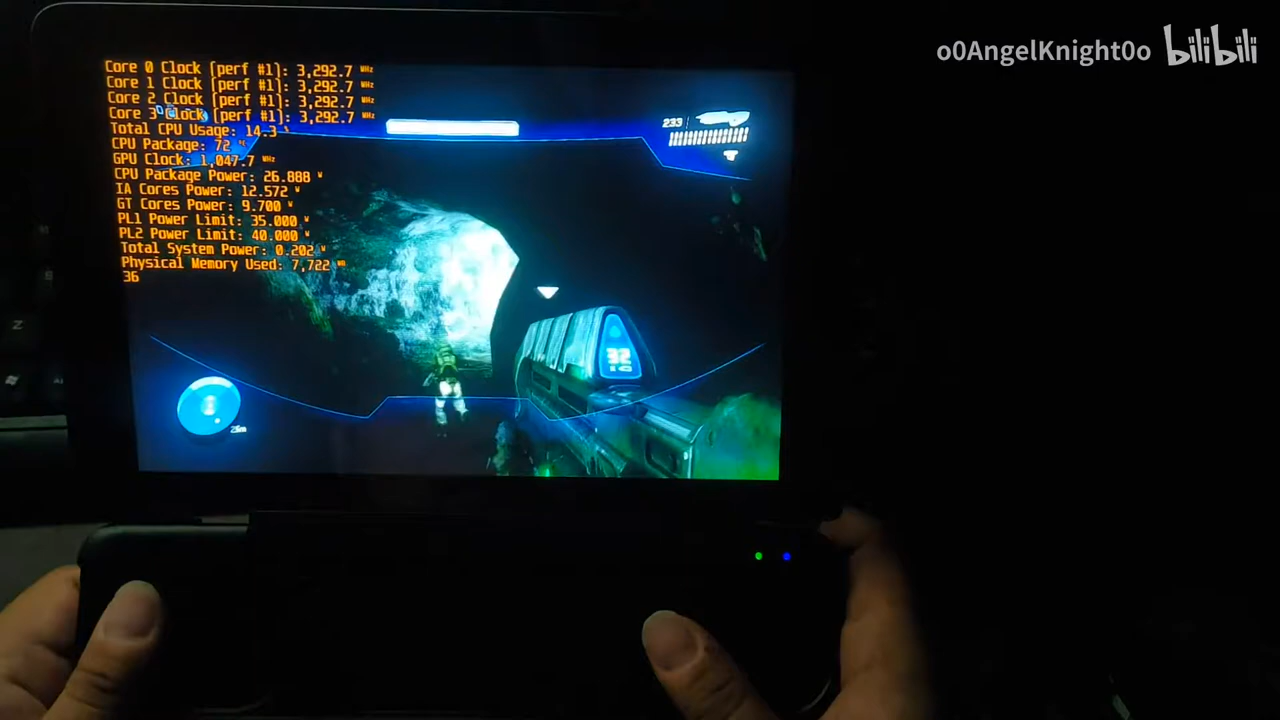 o0AngelKnight0o bilibili
Core 0 Clock (perf #1): 3,292.7 MHz
Core 1 Clock (perf #1): 3,292.7 MHz
Core 2 Clock (perf #1): 3,292.7 MHz
Core 3 Clock (perf #1): 3,292.7 MHz
Total CPU Usage: 14.3 %
CPU Package: 72 °C
GPU Clock: 1,047.7 MHz
CPU Package Power: 26.888 W
IA Cores Power: 12.572 W
GT Cores Power: 9.700 W
PL1 Power Limit: 35.000 W
PL2 Power Limit: 40.000 W
Total System Power: 0.202 W
Physical Memory Used: 7,722 MB
36
233
32
25m
Z